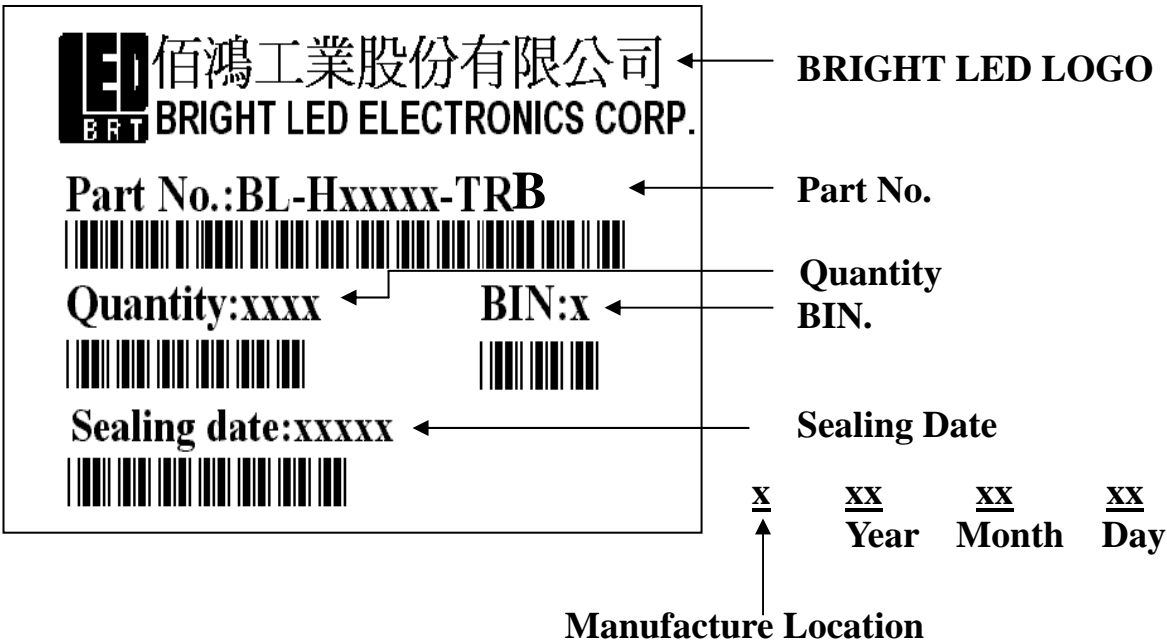 LED 佰鴻工業股份有限公司
BRT BRIGHT LED ELECTRONICS CORP.
BRIGHT LED LOGO
Part No.:BL-Hxxxxx-TRB
Part No.
Quantity:xxxx
BIN:x
Quantity
BIN.
Sealing date:xxxxx
Sealing Date
x xx xx xx
Year Month Day
Manufacture Location